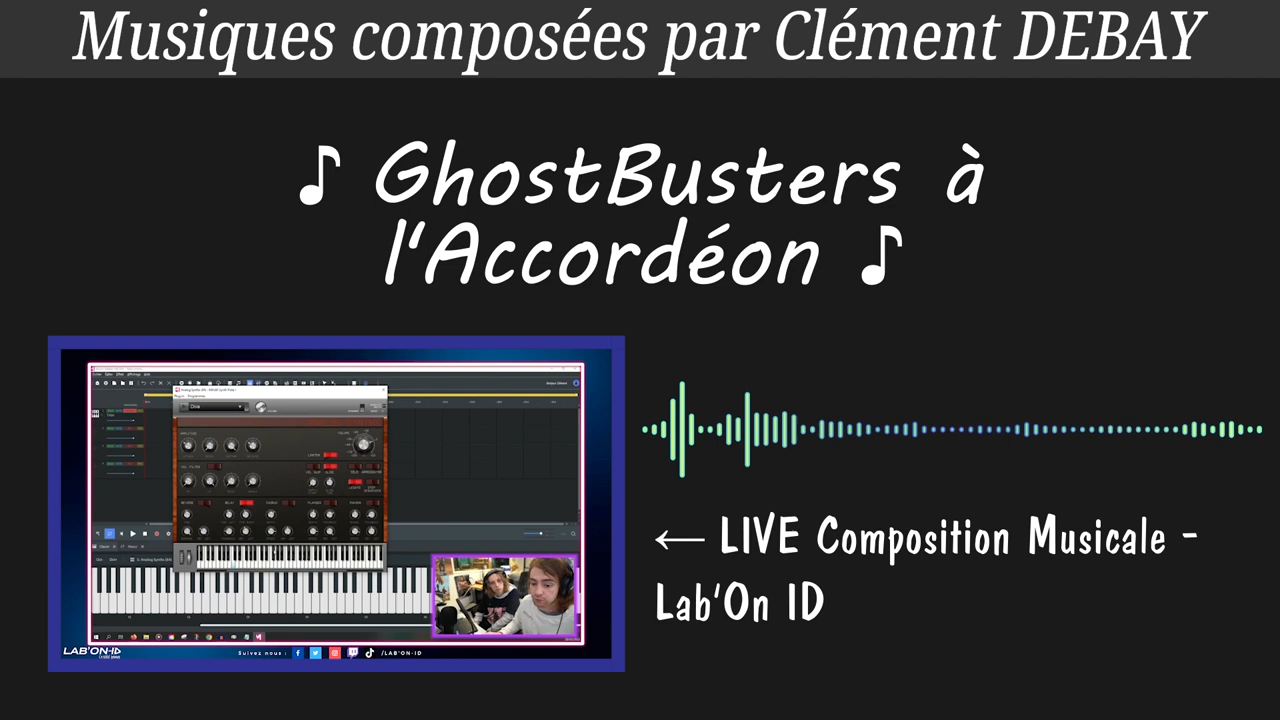 Musiques composées par Clément DEBAY
♪ GhostBusters à
l'Accordéon ♪
← LIVE Composition Musicale -
Lab'On ID
LAB'ON-ID
Suivez nous :
/LAB'ON-ID